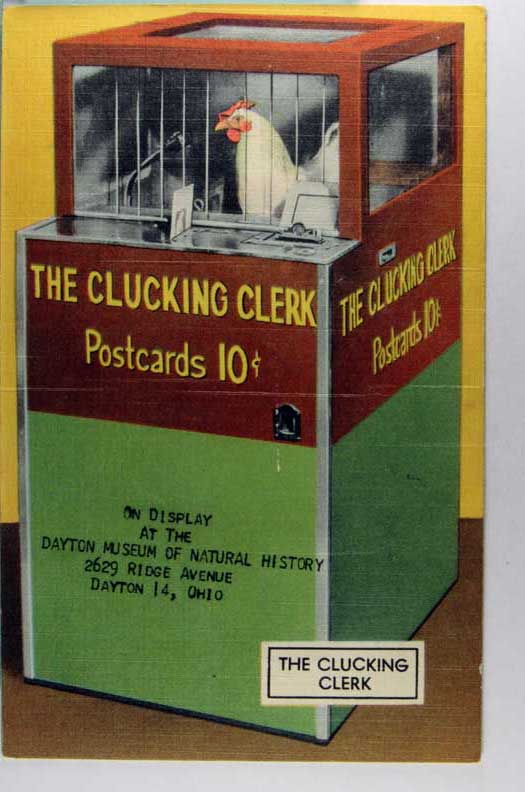 THE CLUCKING CLERK
Postcards 10¢
THE CLUCKING CLERK
Postcards 10¢
ON DISPLAY
AT THE
DAYTON MUSEUM OF NATURAL HISTORY
2629 RIDGE AVENUE
DAYTON 14, OHIO
THE CLUCKING
CLERK